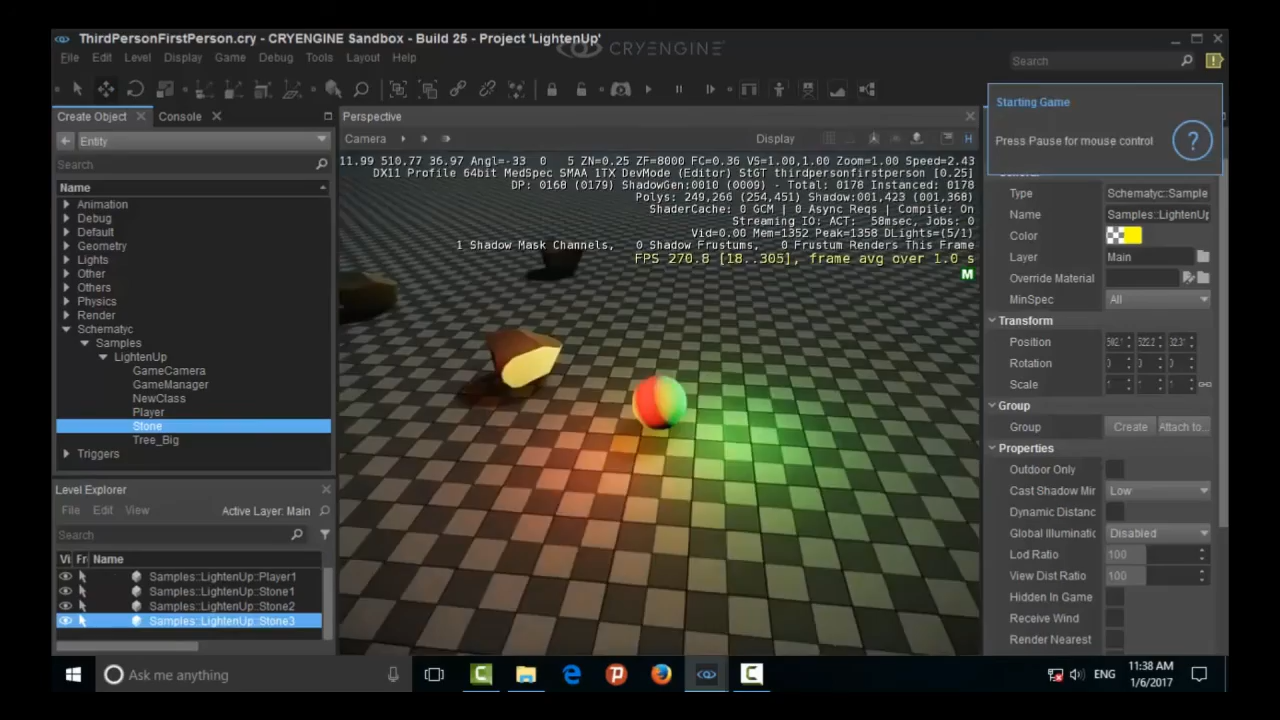 ThirdPersonFirstPerson.cry - CRYENGINE Sandbox - Build 25 - Project 'LightenUp'
CRYENGINE
File Edit Level Display Game Debug Tools Layout Help
Search
Create Object
Console
Entity
Search
Name
Animation
Debug
Default
Geometry
Lights
Other
Others
Physics
Render
Schematyc
Samples
LightenUp
GameCamera
GameManager
NewClass
Player
Stone
Tree_Big
Triggers
Level Explorer
File Edit View Active Layer: Main
Search
Vi Fr Name
Samples::LightenUp::Player1
Samples::LightenUp::Stone1
Samples::LightenUp::Stone2
Samples::LightenUp::Stone3
Perspective
Camera
Display
H
11.99 510.77 36.97 Angl=-33 0 5 ZN=0.25 ZF=8000 FC=0.36 VS=1.00,1.00 Zoom=1.00 Speed=2.43
DX11 Profile 64bit MedSpec SMAA 1TX DevMode (Editor) StGT thirdpersonfirstperson [0.25]
DP: 0168 (0179) ShadowGen:0010 (0009) - Total: 0178 Instanced: 0178
Polys: 249,266 (254,451) Shadow:001,423 (001,368)
ShaderCache: 0 GCM | 0 Async Reqs | Compile: On
Streaming IO: ACT: 58msec, Jobs: 0
Vid=0.00 Mem=1352 Peak=1358 DLights=(5/1)
1 Shadow Mask Channels, 0 Shadow Frustums, 0 Frustum Renders This Frame
FPS 270.8 [18..305], frame avg over 1.0 s
M
Starting Game
Press Pause for mouse control
?
Type Schematyc::Sample
Name Samples::LightenUp
Color
Layer Main
Override Material
MinSpec All
Transform
Position
Rotation 0 0 0
Scale 1 1 1
Group
Group Create Attach to...
Properties
Outdoor Only
Cast Shadow Mir Low
Dynamic Distanc
Global Illuminatic Disabled
Lod Ratio 100
View Dist Ratio 100
Hidden In Game
Receive Wind
Render Nearest
Ask me anything
ENG
11:38 AM
1/6/2017